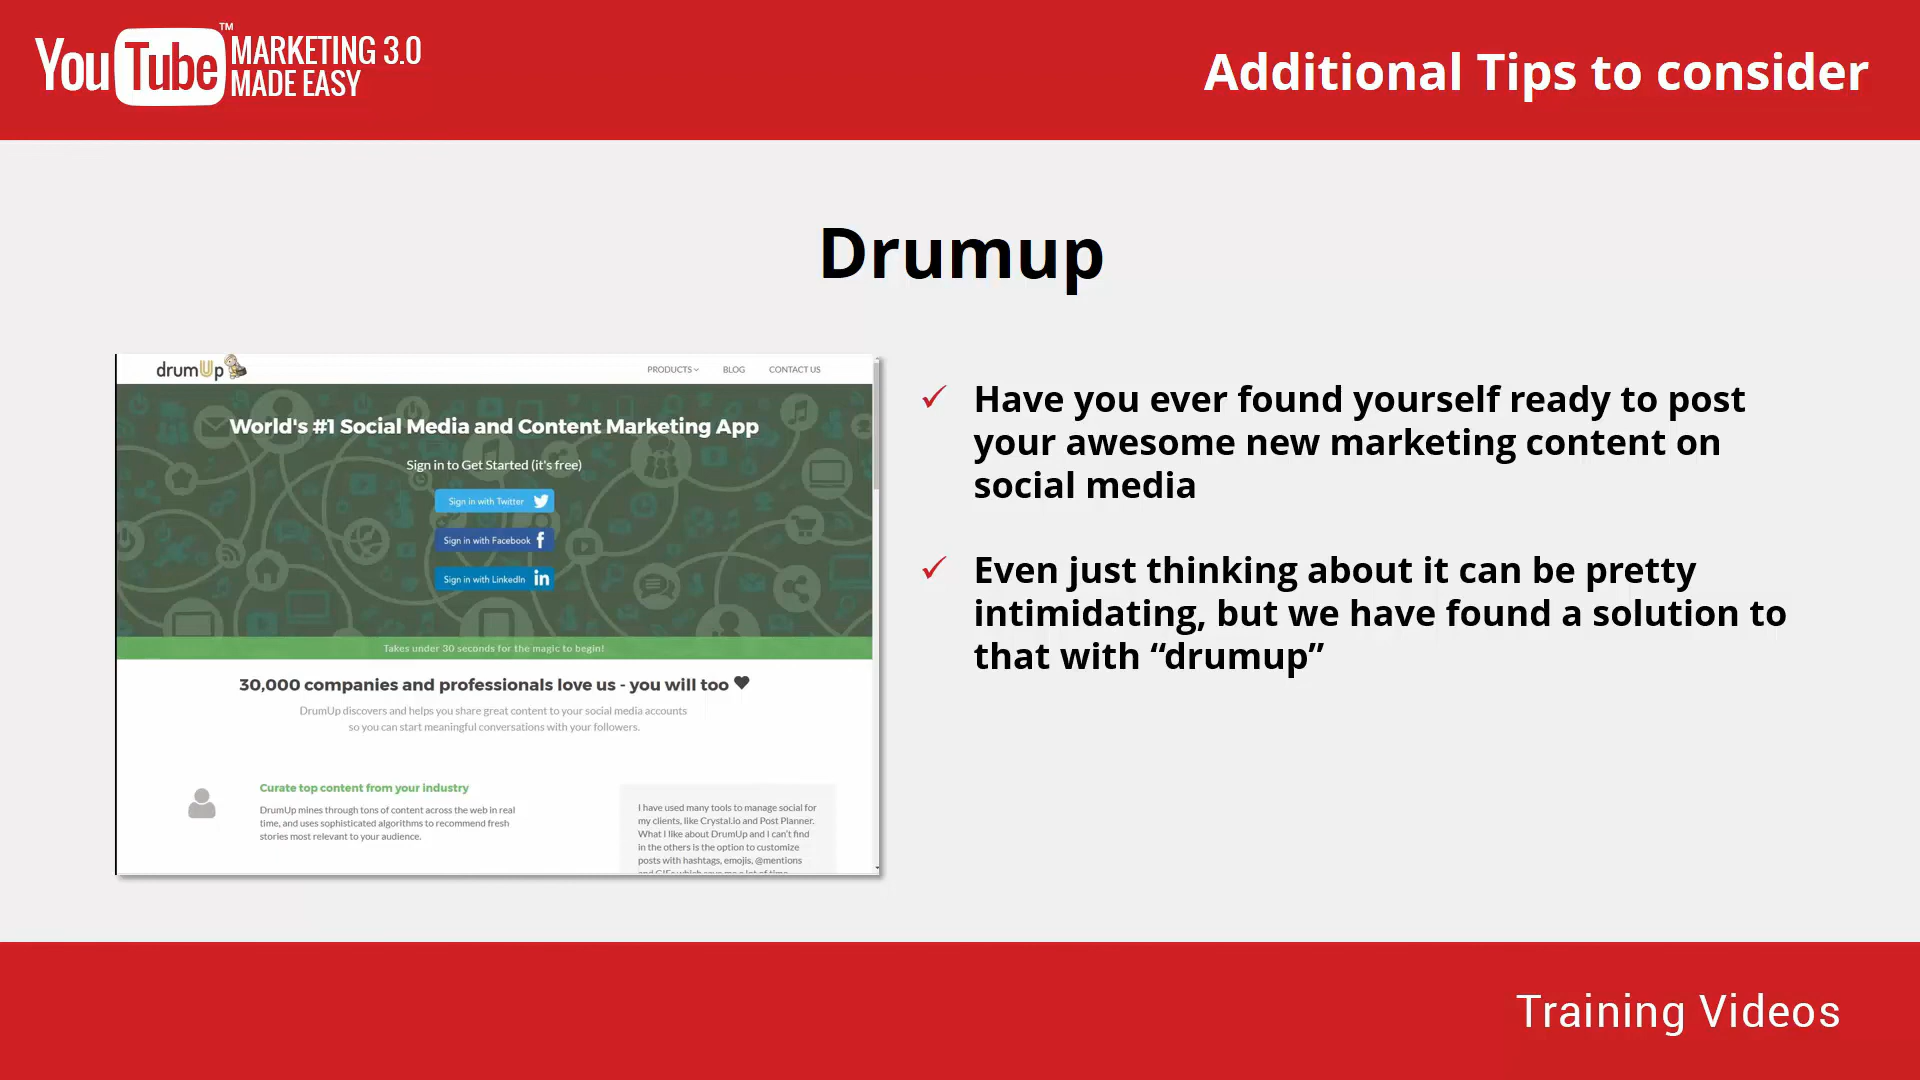 YouTube™ MARKETING 3.0
MADE EASY
Additional Tips to consider
Drumup
drumUp
PRODUCTS
BLOG
CONTACT US
World's #1 Social Media and Content Marketing App
Sign in to Get Started (it's free)
Sign in with Twitter
Sign in with Facebook
Sign in with LinkedIn
Takes under 30 seconds for the magic to begin!
30,000 companies and professionals love us - you will too
DrumUp discovers and helps you share great content to your social media accounts
so you can start meaningful conversations with your followers.
Curate top content from your industry
DrumUp mines through tons of content across the web in real
time, and uses sophisticated algorithms to recommend fresh
stories most relevant to your audience.
I have used many tools to manage social for
my clients, like Crystal.io and Post Planner.
What I like about DrumUp and I can't find
in the others is the option to customize
posts with hashtags, emojis, @mentions
and GIFs which save me a lot of time
Have you ever found yourself ready to post
your awesome new marketing content on
social media
Even just thinking about it can be pretty
intimidating, but we have found a solution to
that with “drumup”
Training Videos